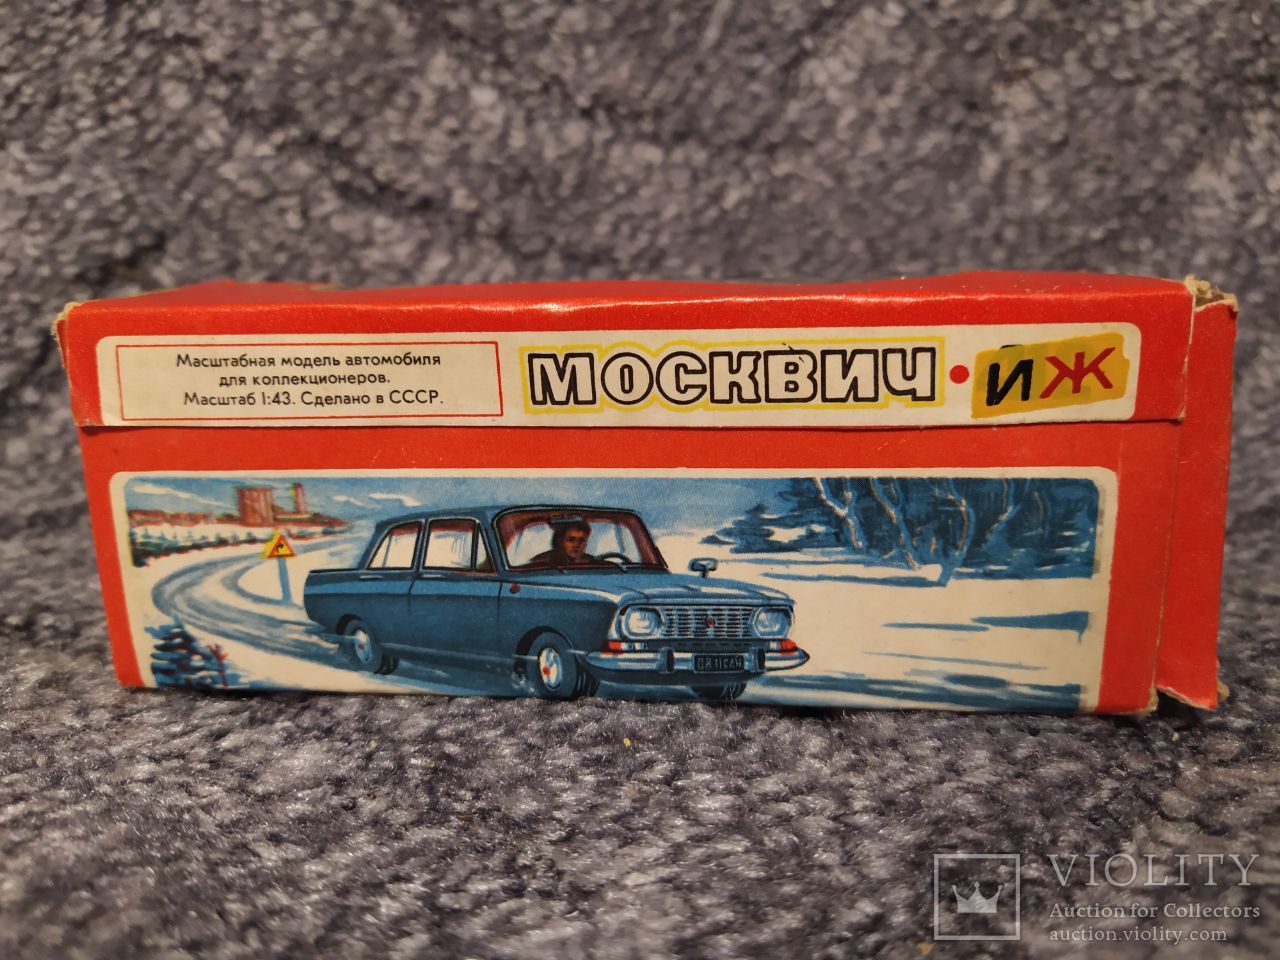 Масштабная модель автомобиля
для коллекционеров.
Масштаб 1:43. Сделано в СССР.
МОСКВИЧ • ИЖ
VIOLITY
Auction for Collectors
auction.violity.com